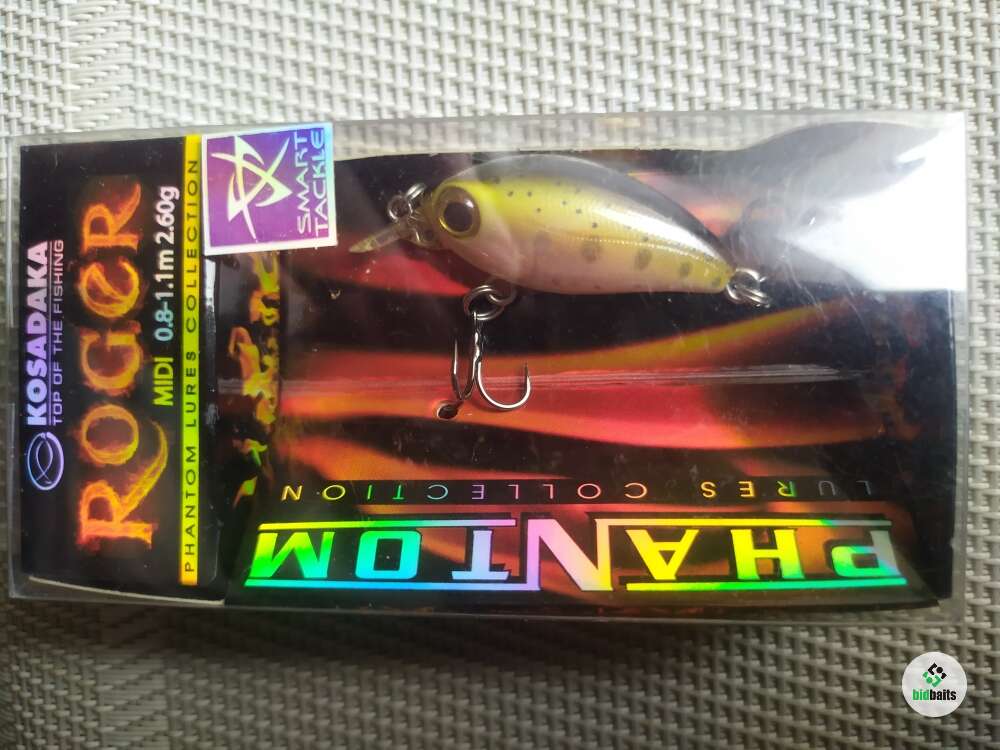 KOSADAKA
TOP OF THE FISHING
ROGER
MIDI 0.8-1.1m 2.60g
PHANTOM LURES COLLECTION
SMART
TACKLE
PHANTOM
LURES COLLECTION
bidbaits